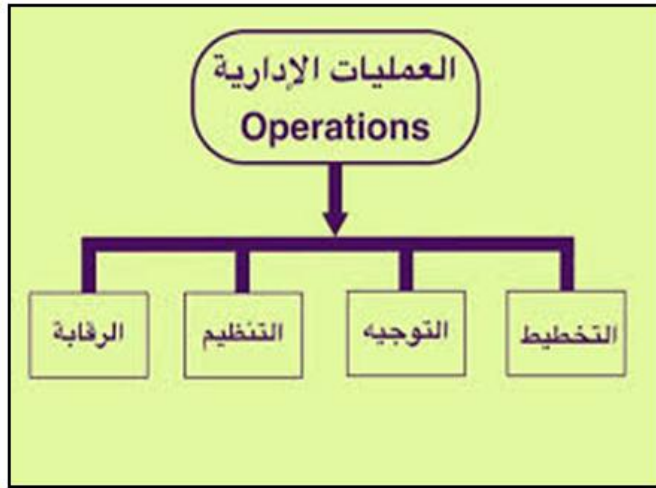 العمليات الإدارية
Operations
التخطيط
التوجيه
التنظيم
الرقابة